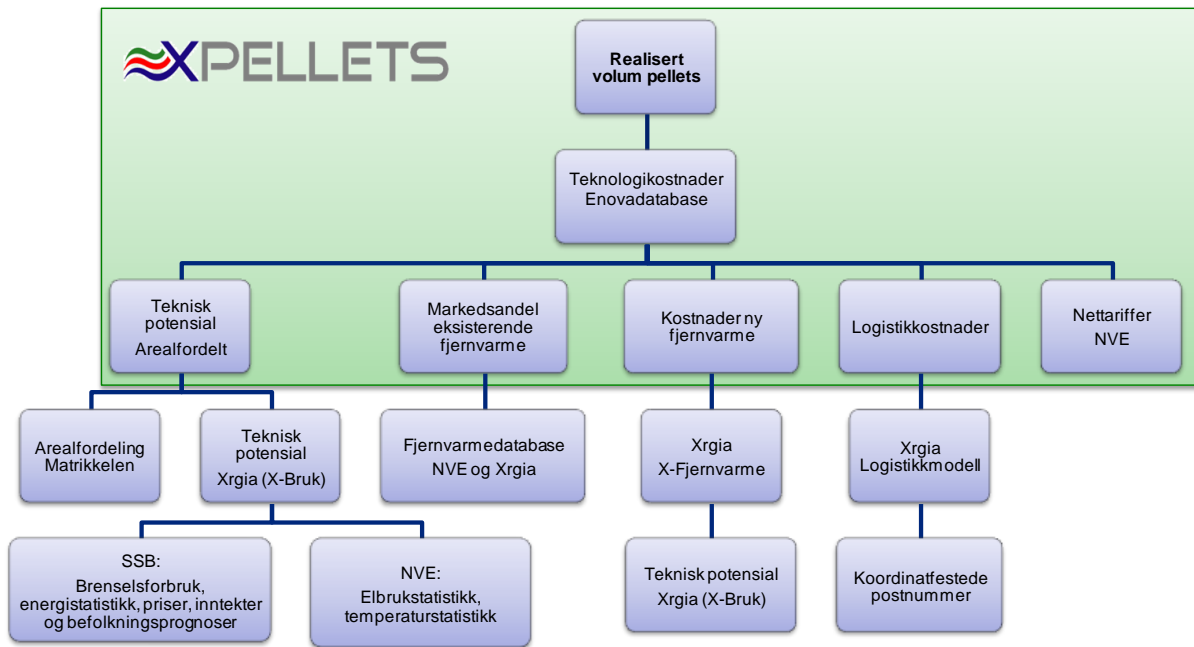 XPELLETS
Realisert
volum pellets
Teknologikostnader
Enovadatabase
Teknisk
potensial
Arealfordelt
Markedsandel
eksisterende
fjernvarme
Kostnader ny
fjernvarme
Logistikkostnader
Nettariffer
NVE
Arealfordeling
Matrikkelen
Teknisk
potensial
Xrgia (X-Bruk)
Fjernvarmedatabase
NVE og Xrgia
Xrgia
X-Fjernvarme
Xrgia
Logistikkmodell
SSB:
Brenselsforbruk,
energistatistikk, priser, inntekter
og befolkningsprognoser
NVE:
Elbrukstatistikk,
temperaturstatistikk
Teknisk potensial
Xrgia (X-Bruk)
Koordinatfestede
postnummer